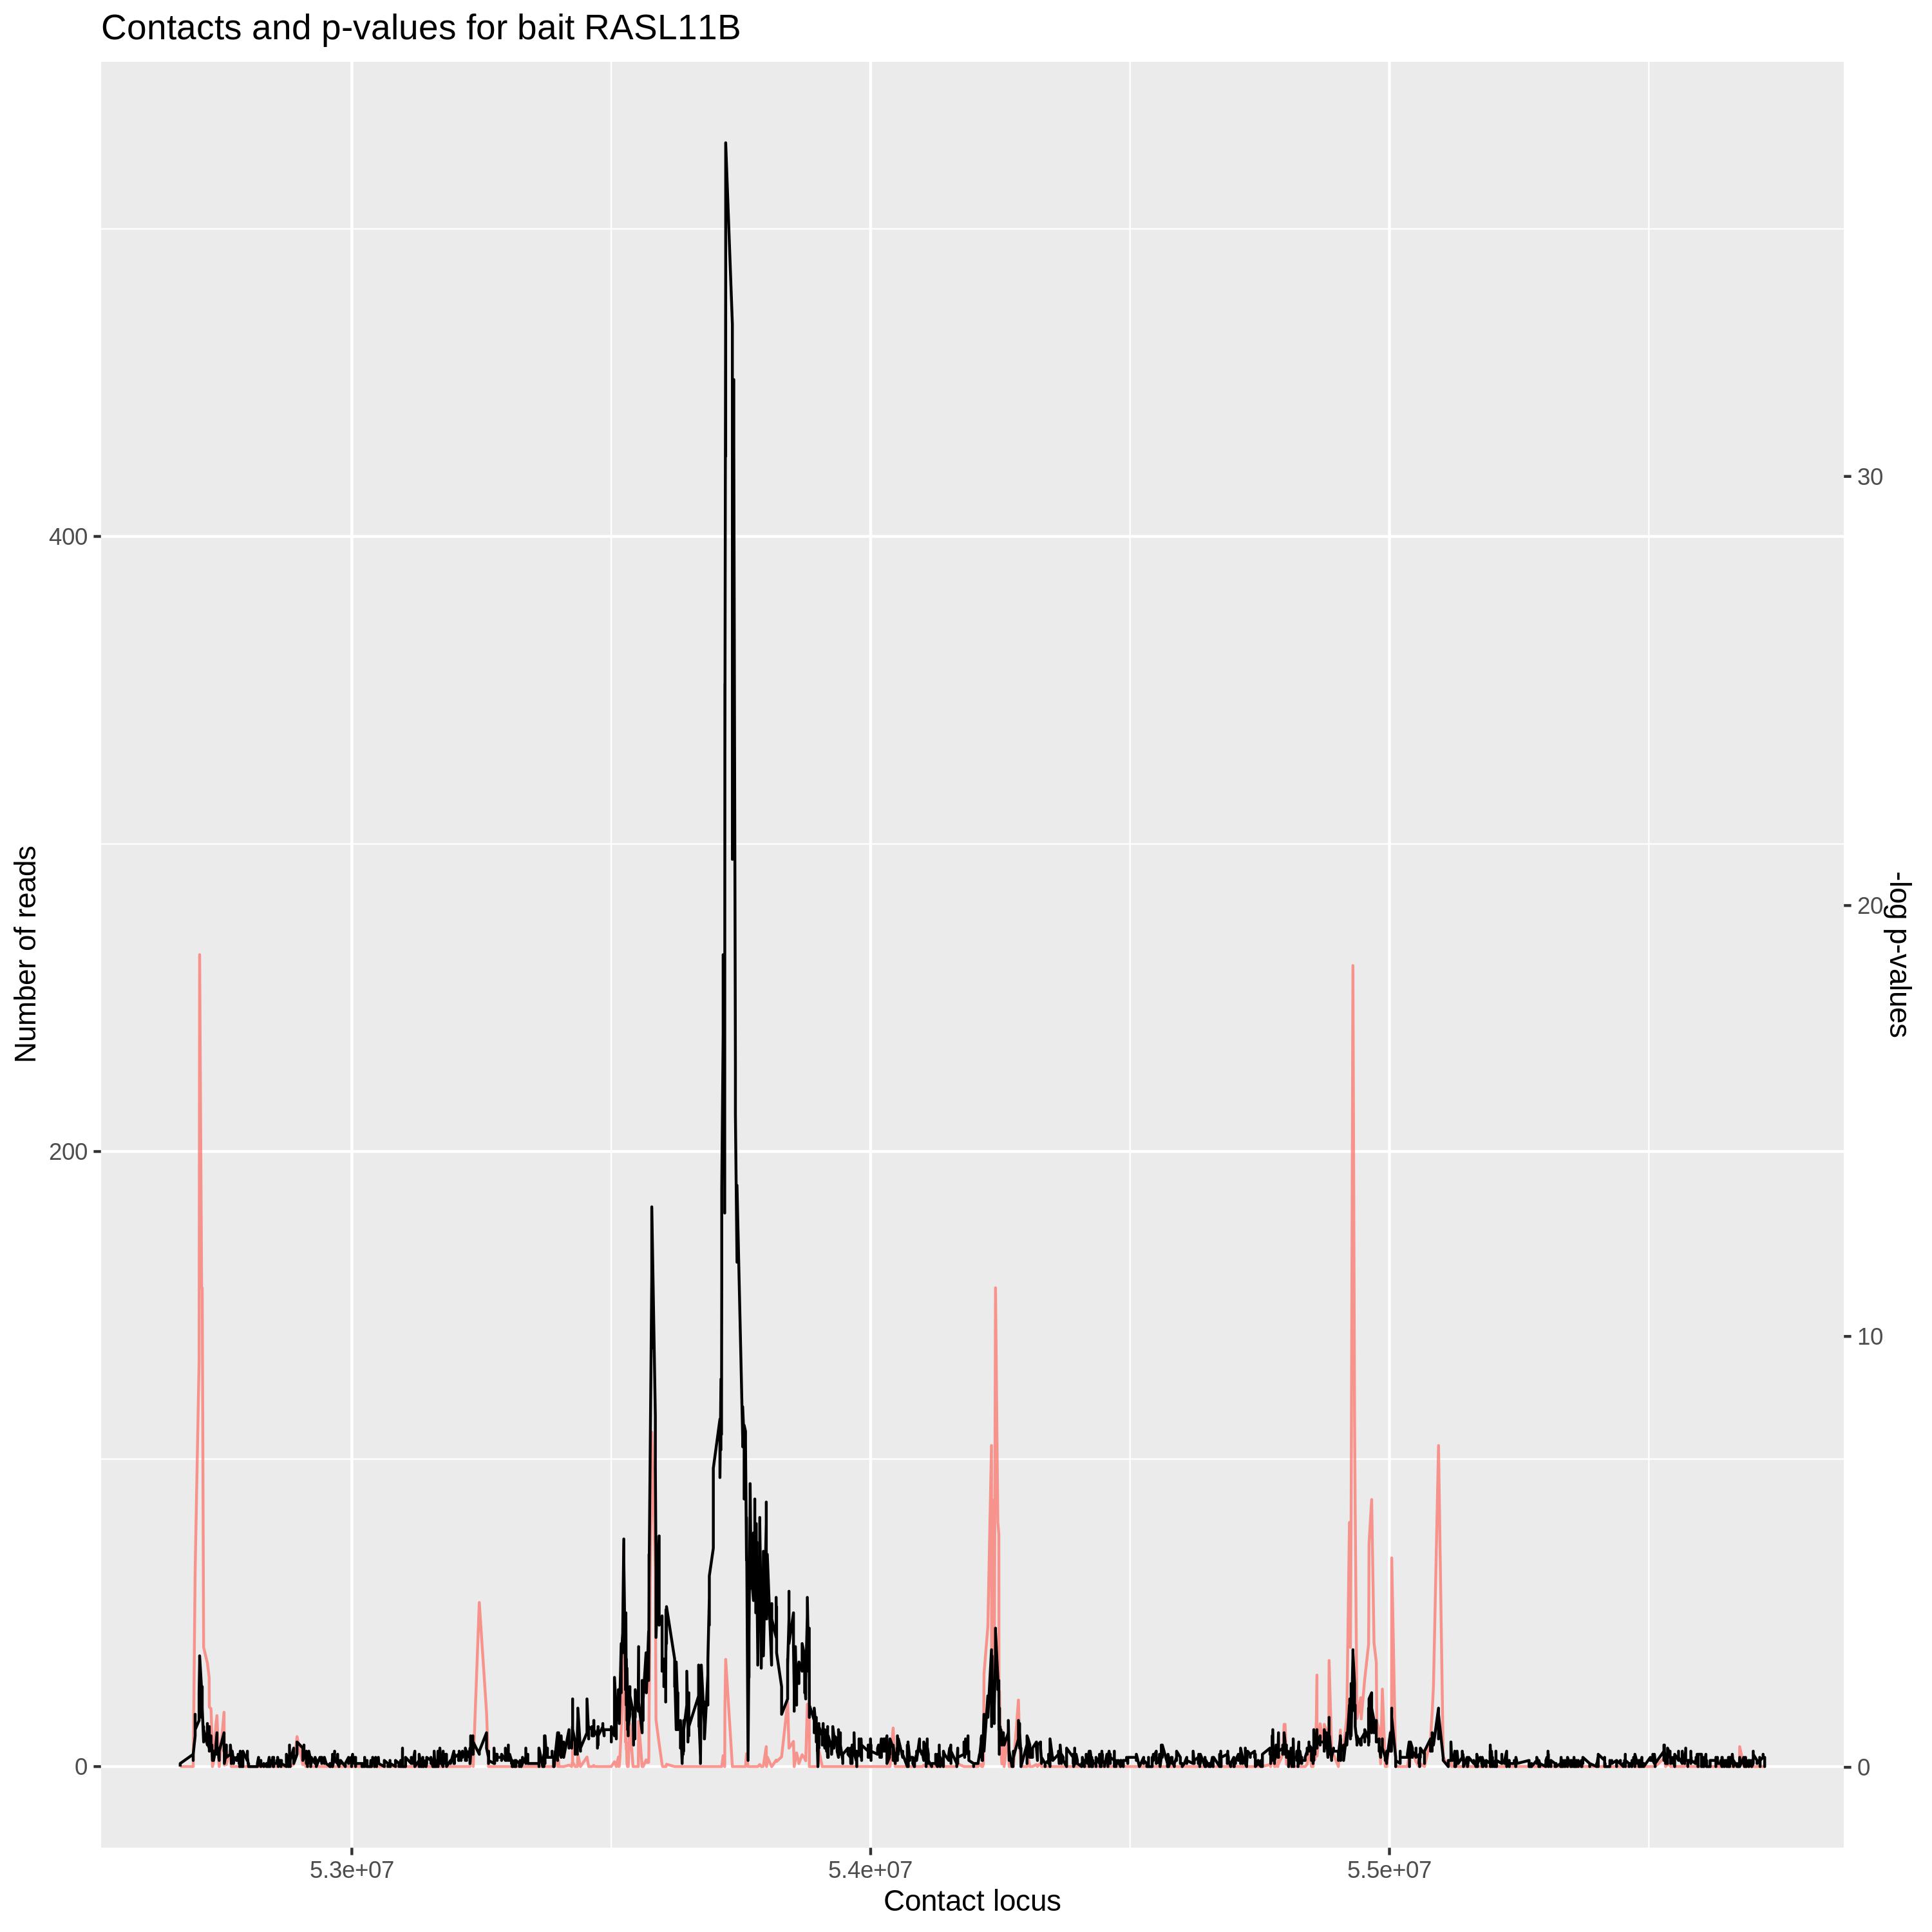 Contacts and p-values for bait RASL11B
Number of reads
400
200
0
30
20
10
0
-log p-values
5.3e+07
5.4e+07
5.5e+07
Contact locus